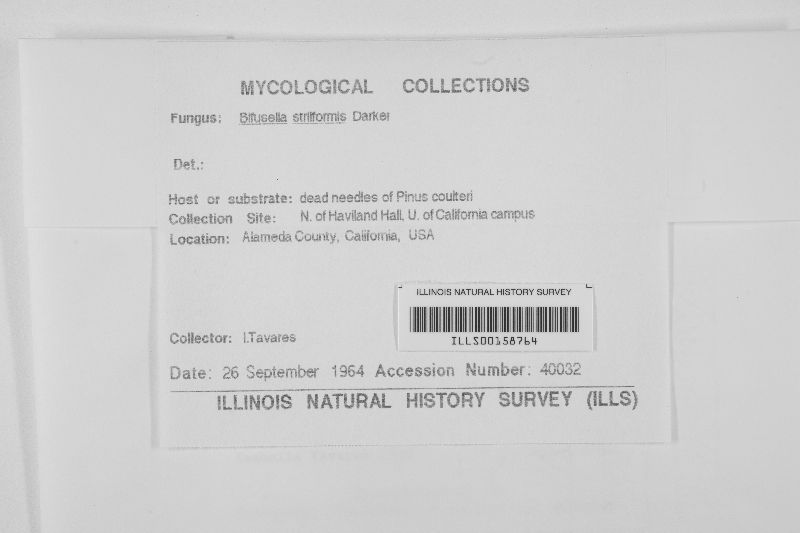 MYCOLOGICAL COLLECTIONS
Fungus: Bifusella striiformis Darker
Det.:
Host or substrate: dead needles of Pinus coulteri
Collection Site: N. of Haviland Hall, U. of California campus
Location: Alameda County, California, USA
ILLINOIS NATURAL HISTORY SURVEY
ILLS00158764
Collector: I.Tavares
Date: 26 September 1964 Accession Number: 40032
ILLINOIS NATURAL HISTORY SURVEY (ILLS)